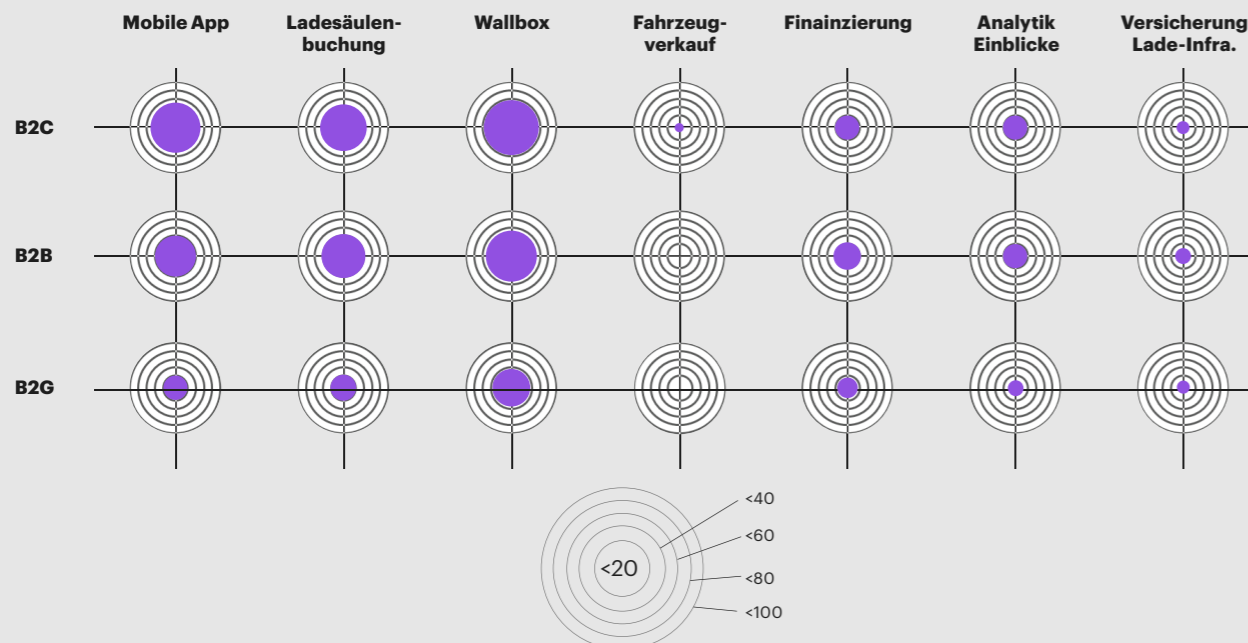 Mobile App
Ladesäulen-
buchung
Wallbox
Fahrzeug-
verkauf
Finainzierung
Analytik
Einblicke
Versicherung
Lade-Infra.
B2C
B2B
B2G
<40
<60
<20
<80
<100